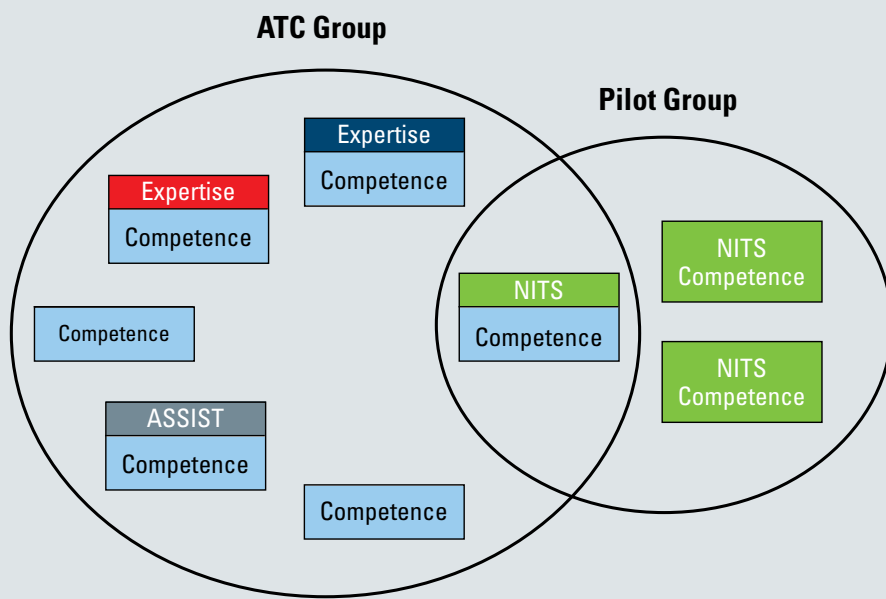 ATC Group
Pilot Group
Expertise
Competence
Expertise
Competence
NITS
Competence
NITS
Competence
Competence
NITS
Competence
ASSIST
Competence
Competence